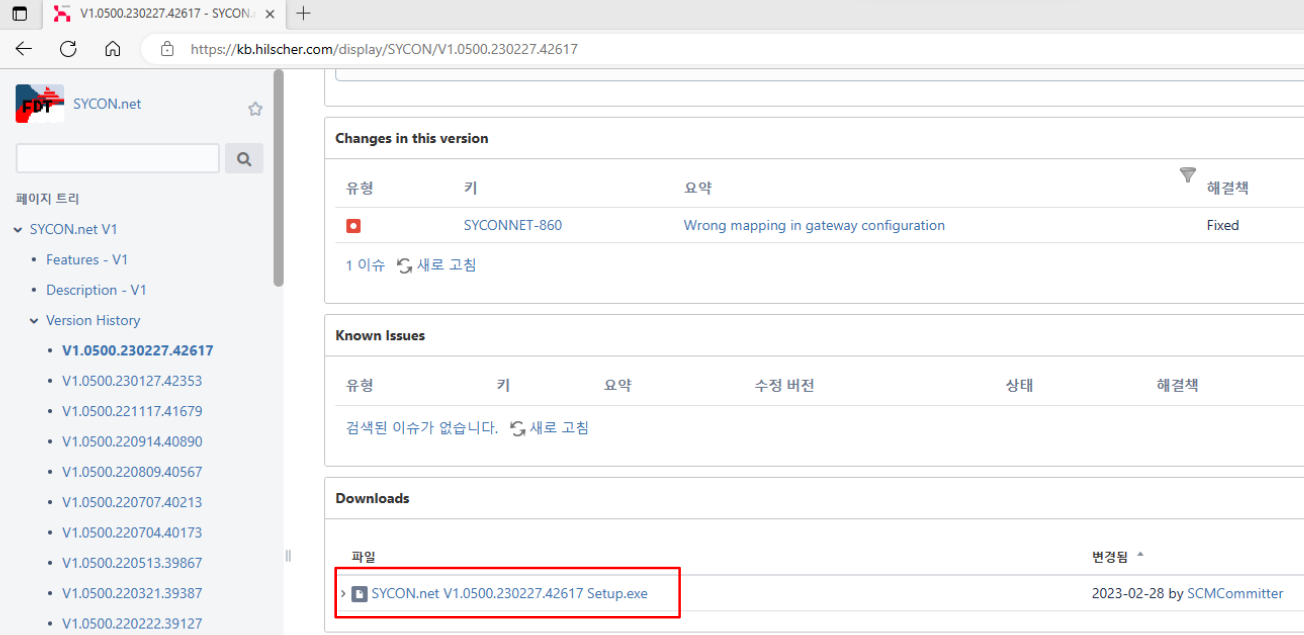 V1.0500.230227.42617 - SYCON.
https://kb.hilscher.com/display/SYCON/V1.0500.230227.42617
FDT
SYCON.net
페이지 트리
SYCON.net V1
Features - V1
Description - V1
Version History
V1.0500.230227.42617
V1.0500.230127.42353
V1.0500.221117.41679
V1.0500.220914.40890
V1.0500.220809.40567
V1.0500.220707.40213
V1.0500.220704.40173
V1.0500.220513.39867
V1.0500.220321.39387
V1.0500.220222.39127
Changes in this version
유형 키 요약 해결책
SYCONNET-860 Wrong mapping in gateway configuration Fixed
1 이슈 새로 고침
Known Issues
유형 키 요약 수정 버전 상태 해결책
검색된 이슈가 없습니다. 새로 고침
Downloads
파일 변경됨
SYCON.net V1.0500.230227.42617 Setup.exe 2023-02-28 by SCMCommitter